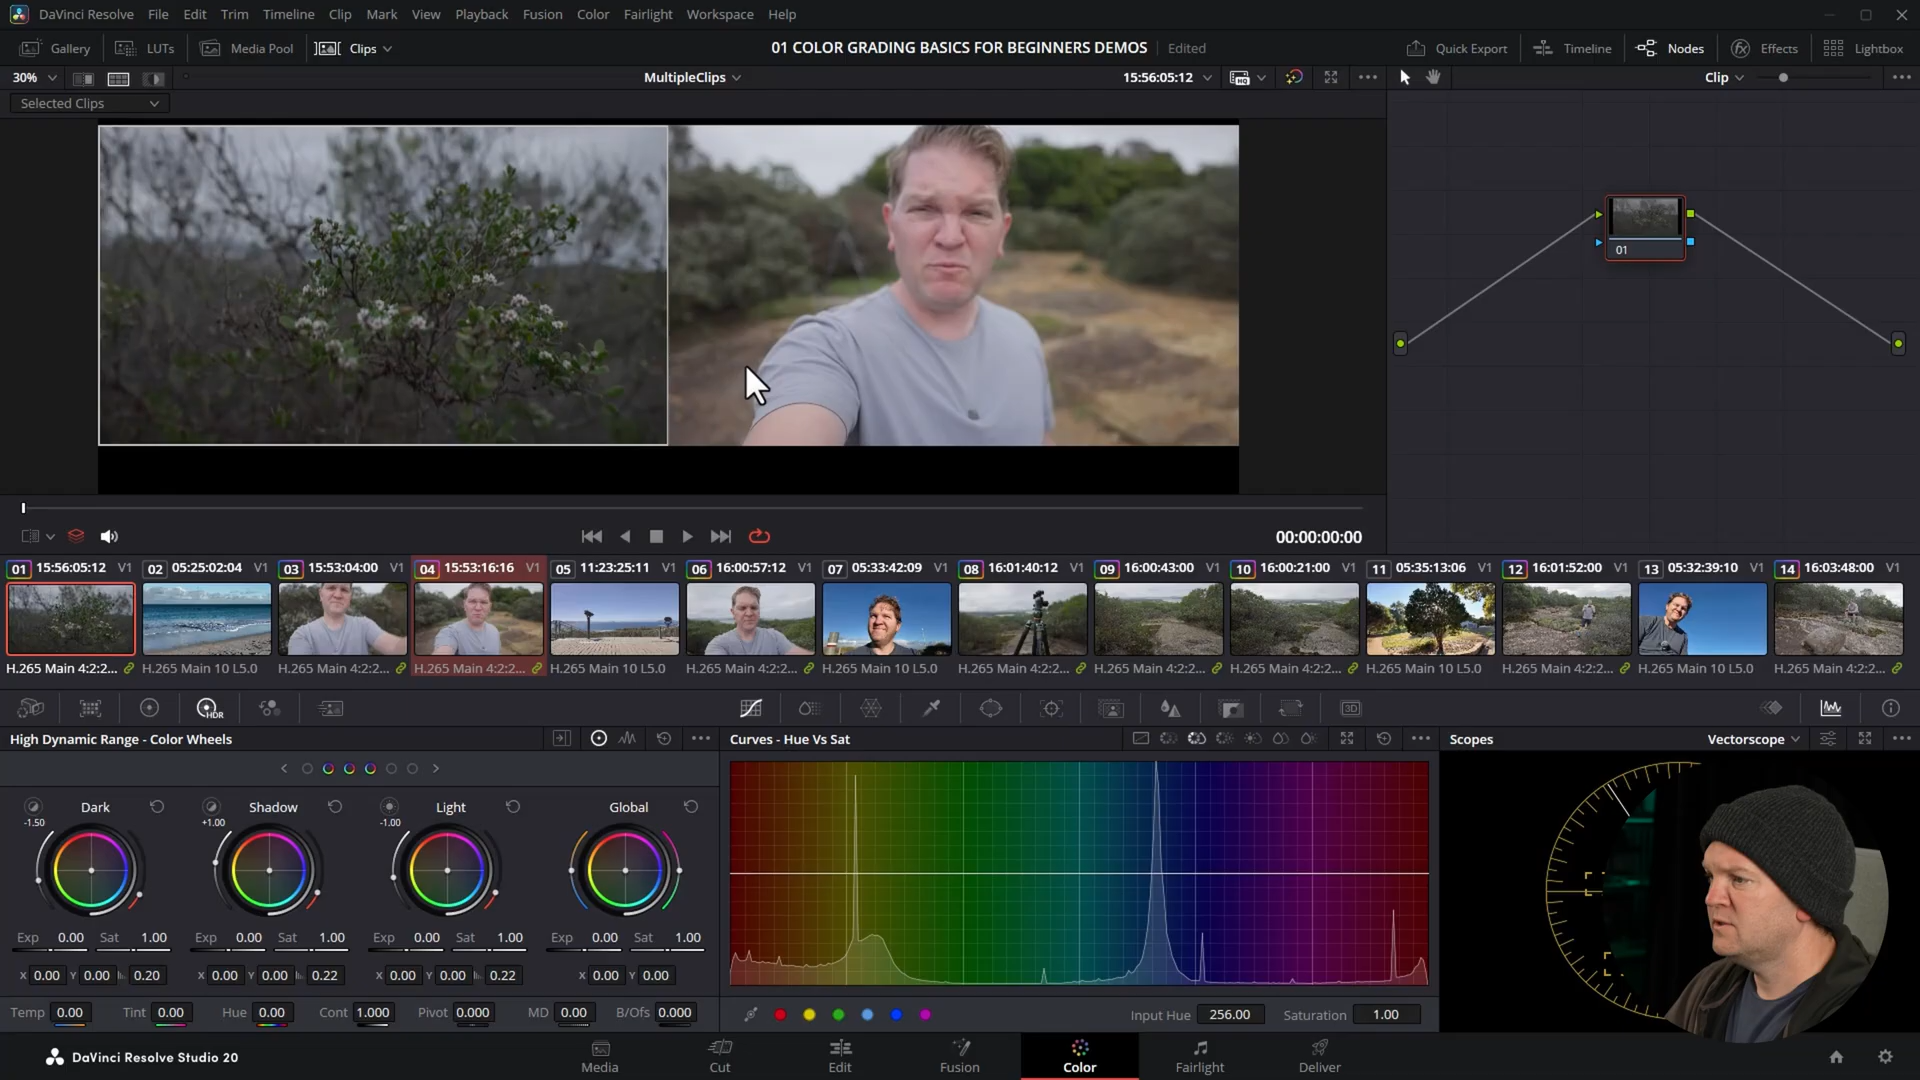 DaVinci Resolve File Edit Trim Timeline Clip Mark View Playback Fusion Color Fairlight Workspace Help
Gallery LUTs Media Pool Clips 01 COLOR GRADING BASICS FOR BEGINNERS DEMOS Edited Quick Export Timeline Nodes Effects Lightbox
30% MultipleClips 15:56:05:12 Clip
Selected Clips
01
00:00:00:00
01 15:56:05:12 V1 02 05:25:02:04 V1 03 15:53:04:00 V1 04 15:53:16:16 V1 05 11:23:25:11 V1 06 16:00:57:12 V1 07 05:33:42:09 V1 08 16:01:40:12 V1 09 16:00:43:00 V1 10 16:00:21:00 V1 11 05:35:13:06 V1 12 16:01:52:00 V1 13 05:32:39:10 V1 14 16:03:48:00 V1
H.265 Main 4:2:2... H.265 Main 10 L5.0 H.265 Main 4:2:2... H.265 Main 4:2:2... H.265 Main 10 L5.0 H.265 Main 4:2:2... H.265 Main 10 L5.0 H.265 Main 4:2:2... H.265 Main 4:2:2... H.265 Main 4:2:2... H.265 Main 10 L5.0 H.265 Main 4:2:2... H.265 Main 10 L5.0 H.265 Main 4:2:2...
HDR 3D
High Dynamic Range - Color Wheels Curves - Hue Vs Sat Scopes Vectorscope
Dark Shadow Light Global
-1.50 +1.00 -1.00
Exp 0.00 Sat 1.00 Exp 0.00 Sat 1.00 Exp 0.00 Sat 1.00 Exp 0.00 Sat 1.00
X 0.00 Y 0.00 0.20 X 0.00 Y 0.00 0.22 X 0.00 Y 0.00 0.22 X 0.00 Y 0.00
Temp 0.00 Tint 0.00 Hue 0.00 Cont 1.000 Pivot 0.000 MD 0.00 B/Ofs 0.000 Input Hue 256.00 Saturation 1.00
DaVinci Resolve Studio 20 Media Cut Edit Fusion Color Fairlight Deliver